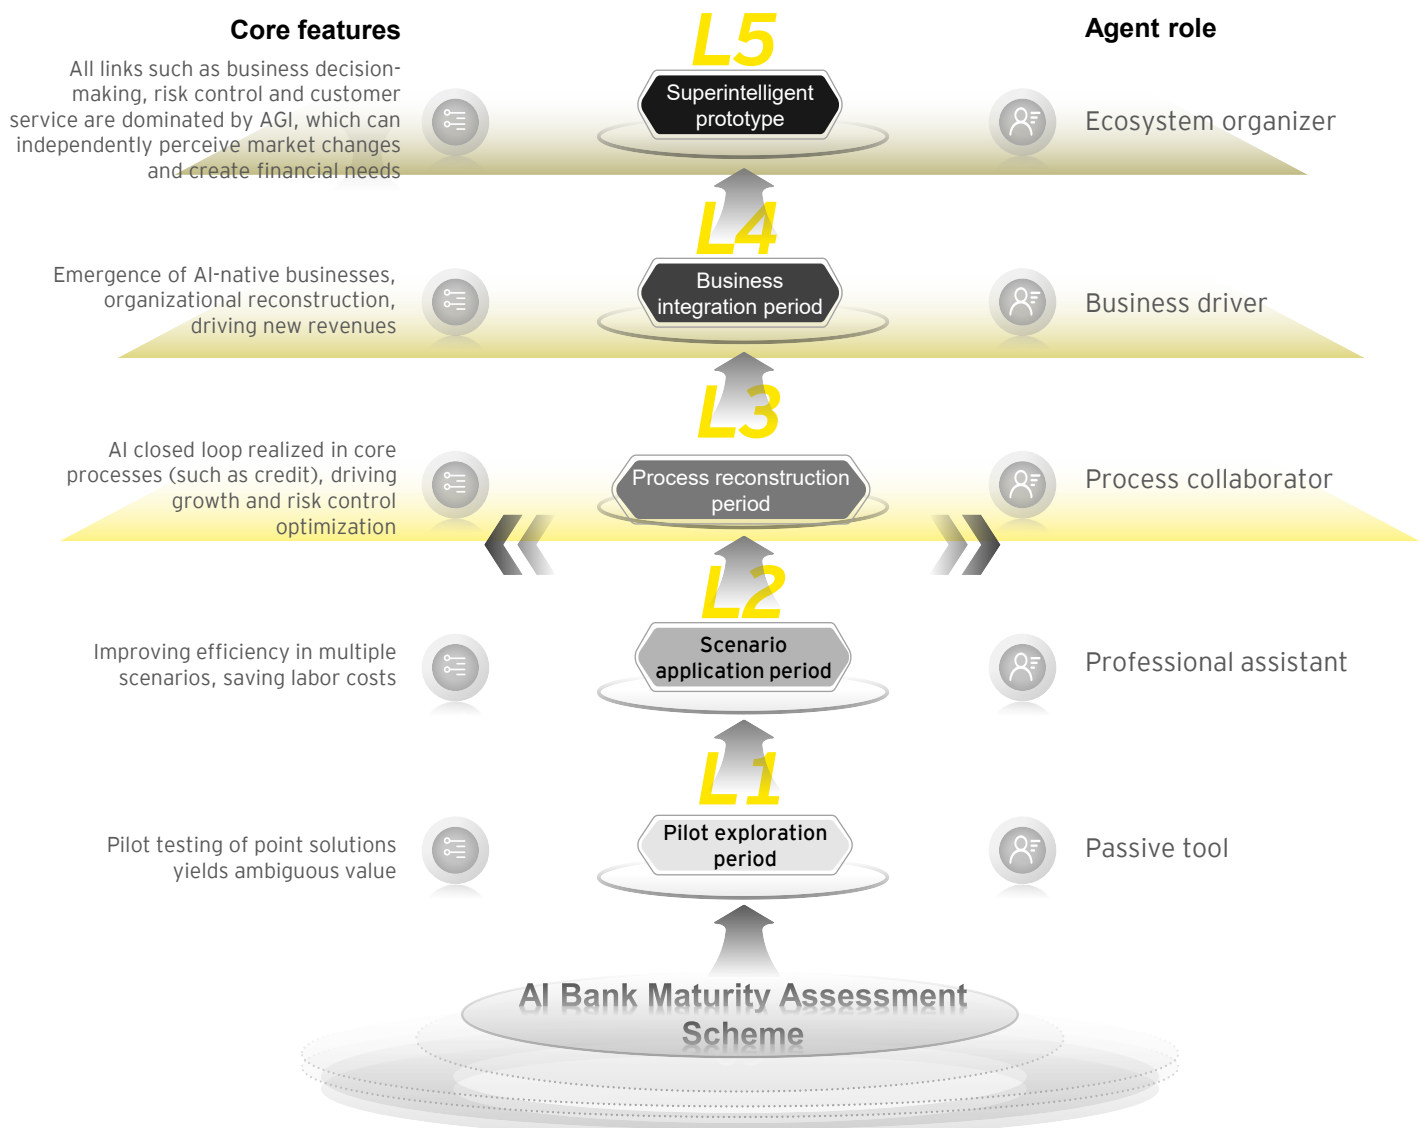 Core features
Agent role
L5
All links such as business decision-
making, risk control and customer
service are dominated by AGI, which can
independently perceive market changes
and create financial needs
Superintelligent
prototype
Ecosystem organizer
L4
Emergence of AI-native businesses,
organizational reconstruction,
driving new revenues
Business
integration period
Business driver
L3
AI closed loop realized in core
processes (such as credit), driving
growth and risk control
optimization
Process reconstruction
period
Process collaborator
L2
Improving efficiency in multiple
scenarios, saving labor costs
Scenario
application period
Professional assistant
L1
Pilot testing of point solutions
yields ambiguous value
Pilot exploration
period
Passive tool
AI Bank Maturity Assessment
Scheme